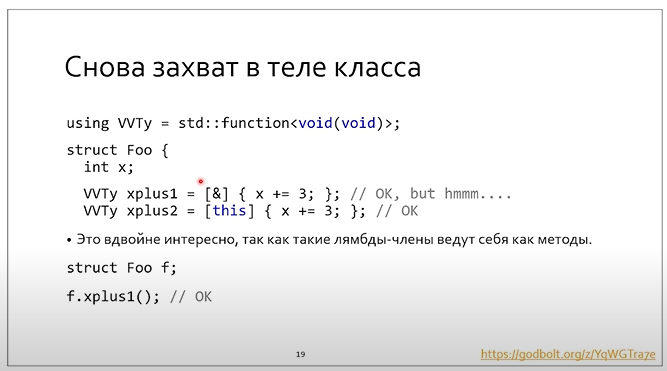 Снова захват в теле класса
using VVTy = std::function<void(void)>;
struct Foo {
int x;
VVTy xplus1 = [&] { x += 3; }; // OK, but hmmm....
VVTy xplus2 = [this] { x += 3; }; // OK
• Это вдвойне интересно, так как такие лямбды-члены ведут себя как методы.
struct Foo f;
f.xplus1(); // OK
19
https://godbolt.org/z/YqWGTra7e